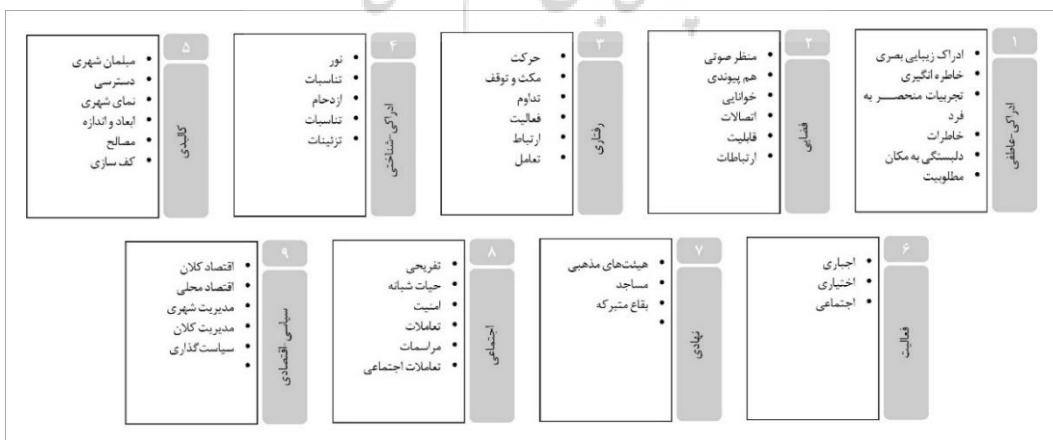 ۱
ادراکی-عاطفی
• ادراک زیبایی بصری
• خاطره انگیری
• تجربیات منحصر به
فرد
• خاطرات
• دلبستگی به مکان
• مطلوبیت
۲
فضایی
• منظر صوتی
• هم پیوندی
• خوانایی
• اتصالات
• قابلیت
• ارتباطات
۳
رفتاری
• حرکت
• مکث و توقف
• تداوم
• فعالیت
• ارتباط
• تعامل
۴
ادراکی-شناختی
• نور
• تناسبات
• ازدحام
• تناسبات
• تزئینات
۵
کالبدی
• مبلمان شهری
• دسترسی
• نمای شهری
• ابعاد و اندازه
• مصالح
• کف سازی
۶
فعالیت
• اجباری
• اختیاری
• اجتماعی
۷
نهادی
• هیئت‌های مذهبی
• مساجد
• بقاع متبرکه
•
۸
اجتماعی
• تفریحی
• حیات شبانه
• امنیت
• تعاملات
• مراسمات
• تعاملات اجتماعی
۹
سیاسی-اقتصادی
• اقتصاد کلان
• اقتصاد محلی
• مدیریت شهری
• مدیریت کلان
• سیاست‌گذاری
•